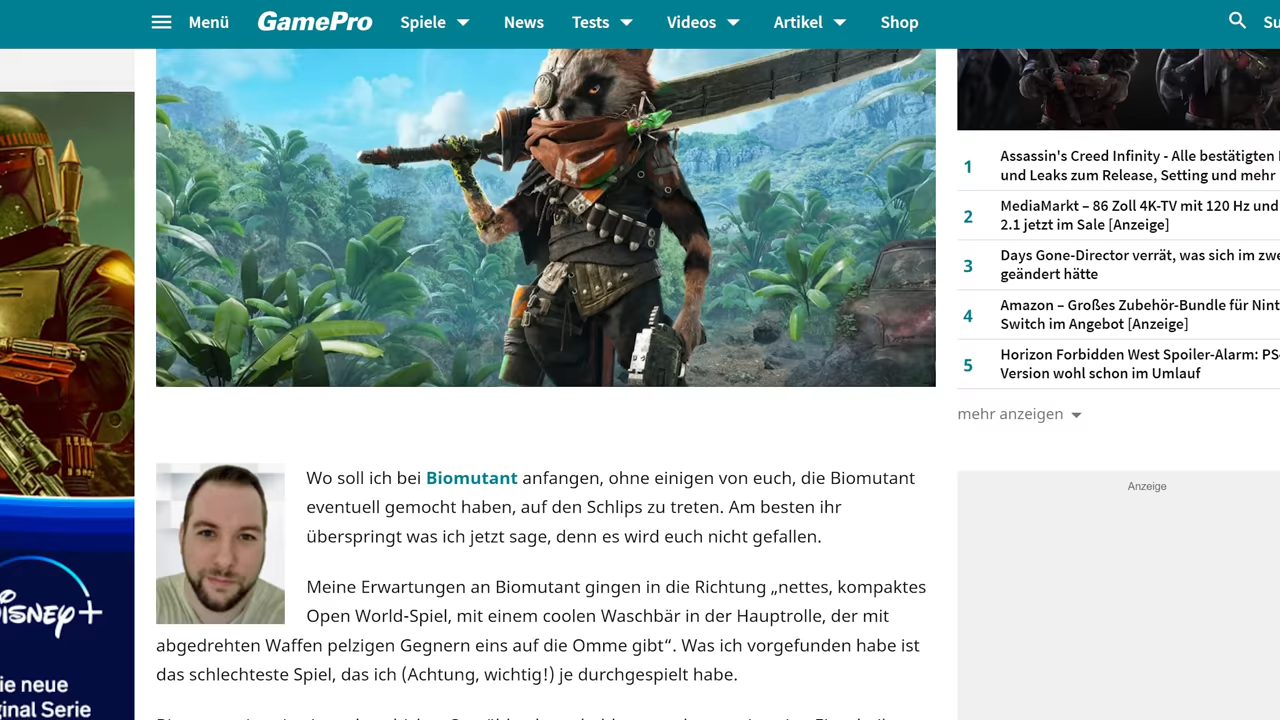 Menü
GamePro
Spiele
News
Tests
Videos
Artikel
Shop
1
Assassin's Creed Infinity - Alle bestätigten
und Leaks zum Release, Setting und mehr
2
MediaMarkt – 86 Zoll 4K-TV mit 120 Hz und
2.1 jetzt im Sale [Anzeige]
3
Days Gone-Director verrät, was sich im
geändert hätte
4
Amazon – Großes Zubehör-Bundle für
Switch im Angebot [Anzeige]
5
Horizon Forbidden West Spoiler-Alarm:
Version wohl schon im Umlauf
mehr anzeigen
Anzeige
Wo soll ich bei Biomutant anfangen, ohne einigen von euch, die Biomutant
eventuell gemocht haben, auf den Schlips zu treten. Am besten ihr
überspringt was ich jetzt sage, denn es wird euch nicht gefallen.
Meine Erwartungen an Biomutant gingen in die Richtung „nettes, kompaktes
Open World-Spiel, mit einem coolen Waschbär in der Hauptrolle, der mit
abgedrehten Waffen pelzigen Gegnern eins auf die Omme gibt“. Was ich vorgefunden habe ist
das schlechteste Spiel, das ich (Achtung, wichtig!) je durchgespielt habe.
Disney+
neue
Serie